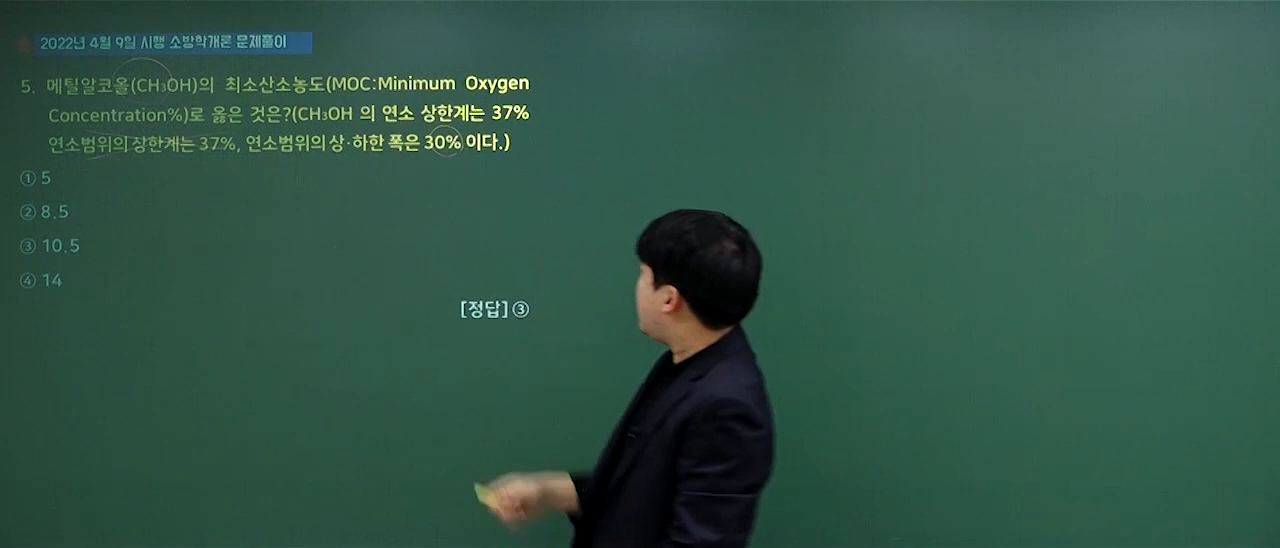 2022년 4월 9일 시행 소방학개론 문제풀이
5. 메틸알코올(CH₃OH)의 최소산소농도(MOC:Minimum Oxygen
Concentration%)로 옳은 것은?(CH₃OH 의 연소 상한계는 37%
연소범위의 상한계는 37%, 연소범위의 상·하한 폭은 30% 이다.)
① 5
② 8.5
③ 10.5
④ 14
[정답] ③